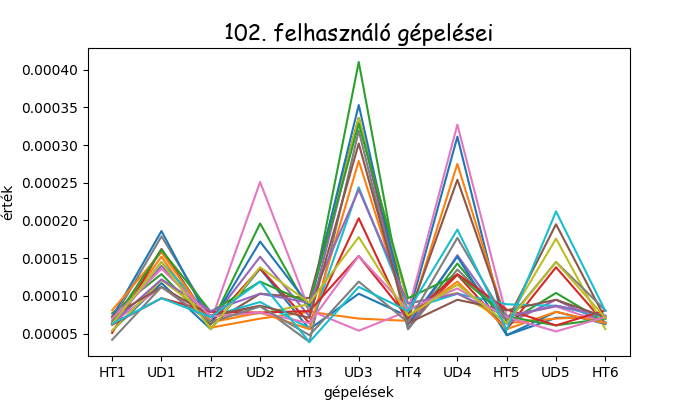 102. felhasználó gépelései
0.00040
0.00035
0.00030
0.00025
0.00020
0.00015
0.00010
0.00005
érték
HT1 UD1 HT2 UD2 HT3 UD3 HT4 UD4 HT5 UD5 HT6
gépelések